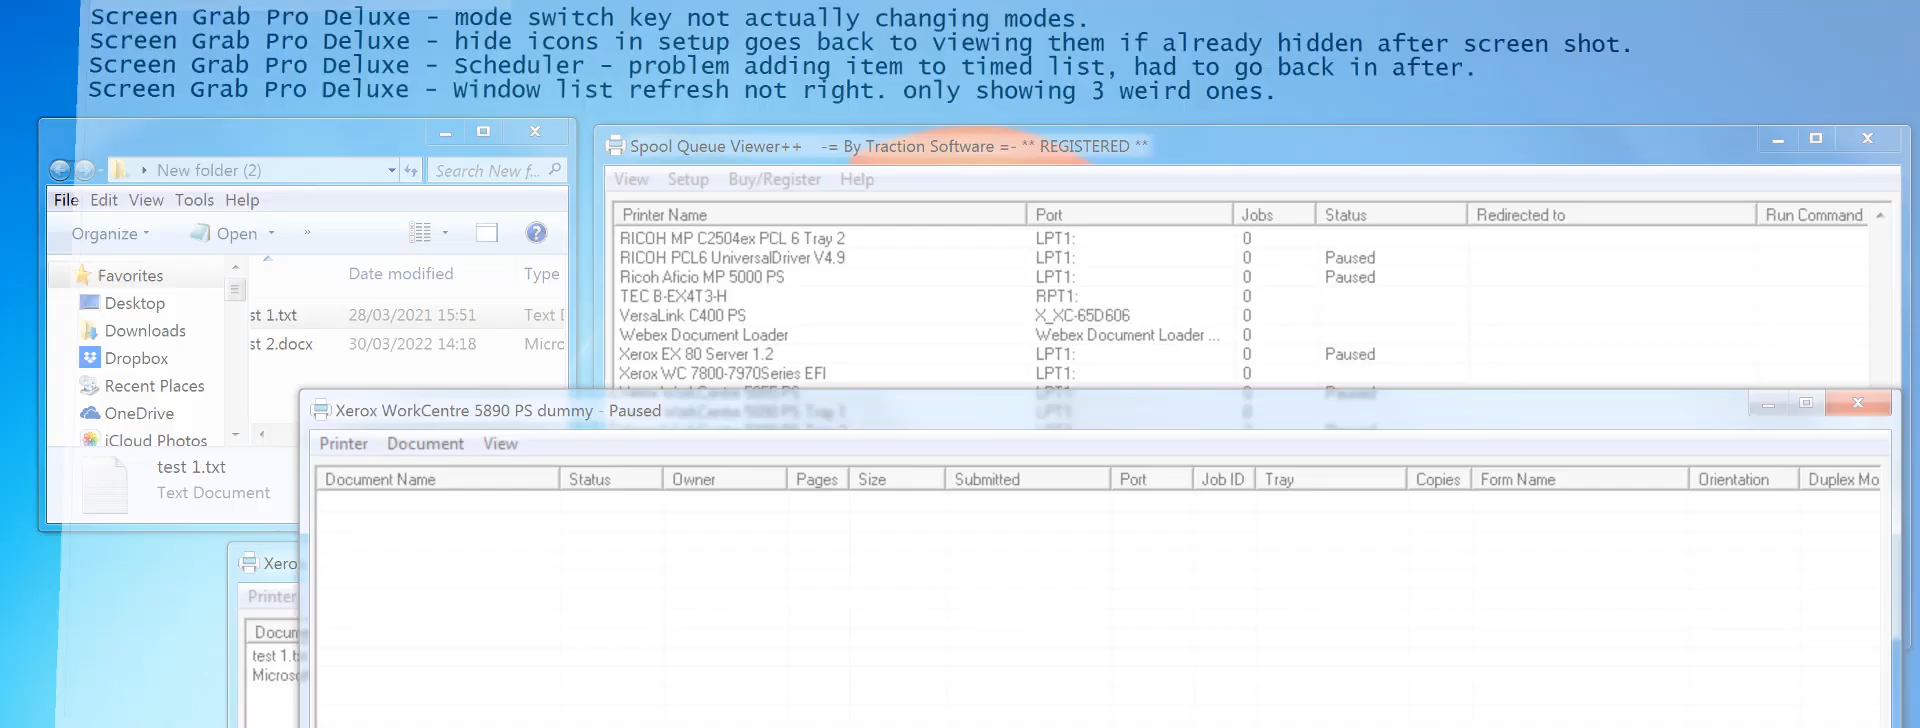 Screen Grab Pro Deluxe - mode switch key not actually changing modes.
Screen Grab Pro Deluxe - hide icons in setup goes back to viewing them if already hidden after screen shot.
Screen Grab Pro Deluxe - Scheduler - problem adding item to timed list, had to go back in after.
Screen Grab Pro Deluxe - Window list refresh not right. only showing 3 weird ones.
New folder (2)
Search New f...
File Edit View Tools Help
Organize Open »
Date modified Type
Favorites
Desktop
Downloads
Dropbox
Recent Places
OneDrive
iCloud Photos
st 1.txt 28/03/2021 15:51 Text
st 2.docx 30/03/2022 14:18 Micro
test 1.txt
Text Document
Spool Queue Viewer++ -= By Traction Software =- ** REGISTERED **
View Setup Buy/Register Help
Printer Name Port Jobs Status Redirected to Run Command
RICOH MP C2504ex PCL 6 Tray 2 LPT1: 0
RICOH PCL6 UniversalDriver V4.9 LPT1: 0 Paused
Ricoh Aficio MP 5000 PS LPT1: 0 Paused
TEC B-EX4T3-H RPT1: 0
VersaLink C400 PS X_XC-65D606 0
Webex Document Loader Webex Document Loader ... 0
Xerox EX 80 Server 1.2 LPT1: 0 Paused
Xerox WC 7800-7970Series EFI LPT1: 0
Xerox WorkCentre 5890 PS dummy - Paused
Printer Document View
Document Name Status Owner Pages Size Submitted Port Job ID Tray Copies Form Name Orientation Duplex Mo
Xero
Printer
Docum
test 1.t
Microso